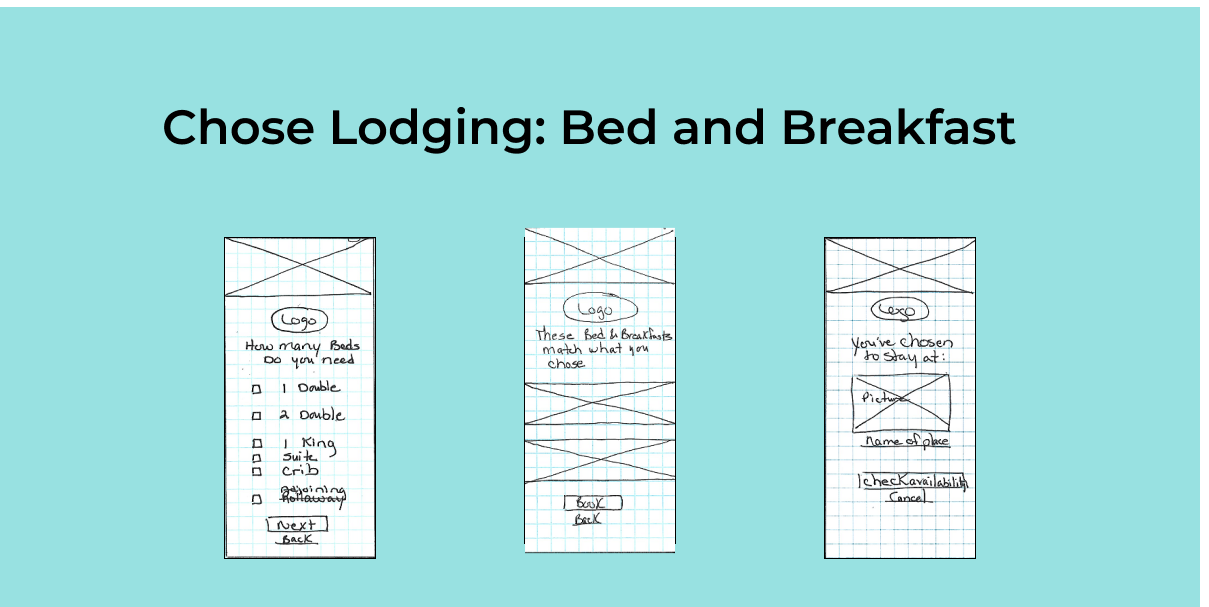 Chose Lodging: Bed and Breakfast
Logo
How many Beds
Do you need
1 Double
2 Double
1 King
Suite
Crib
Adjoining
Rollaway
Next
Back
Logo
These Bed & Breakfasts
match what you
chose
Book
Back
Logo
You've chosen
to stay at:
Picture
Name of place
check availability
Cancel